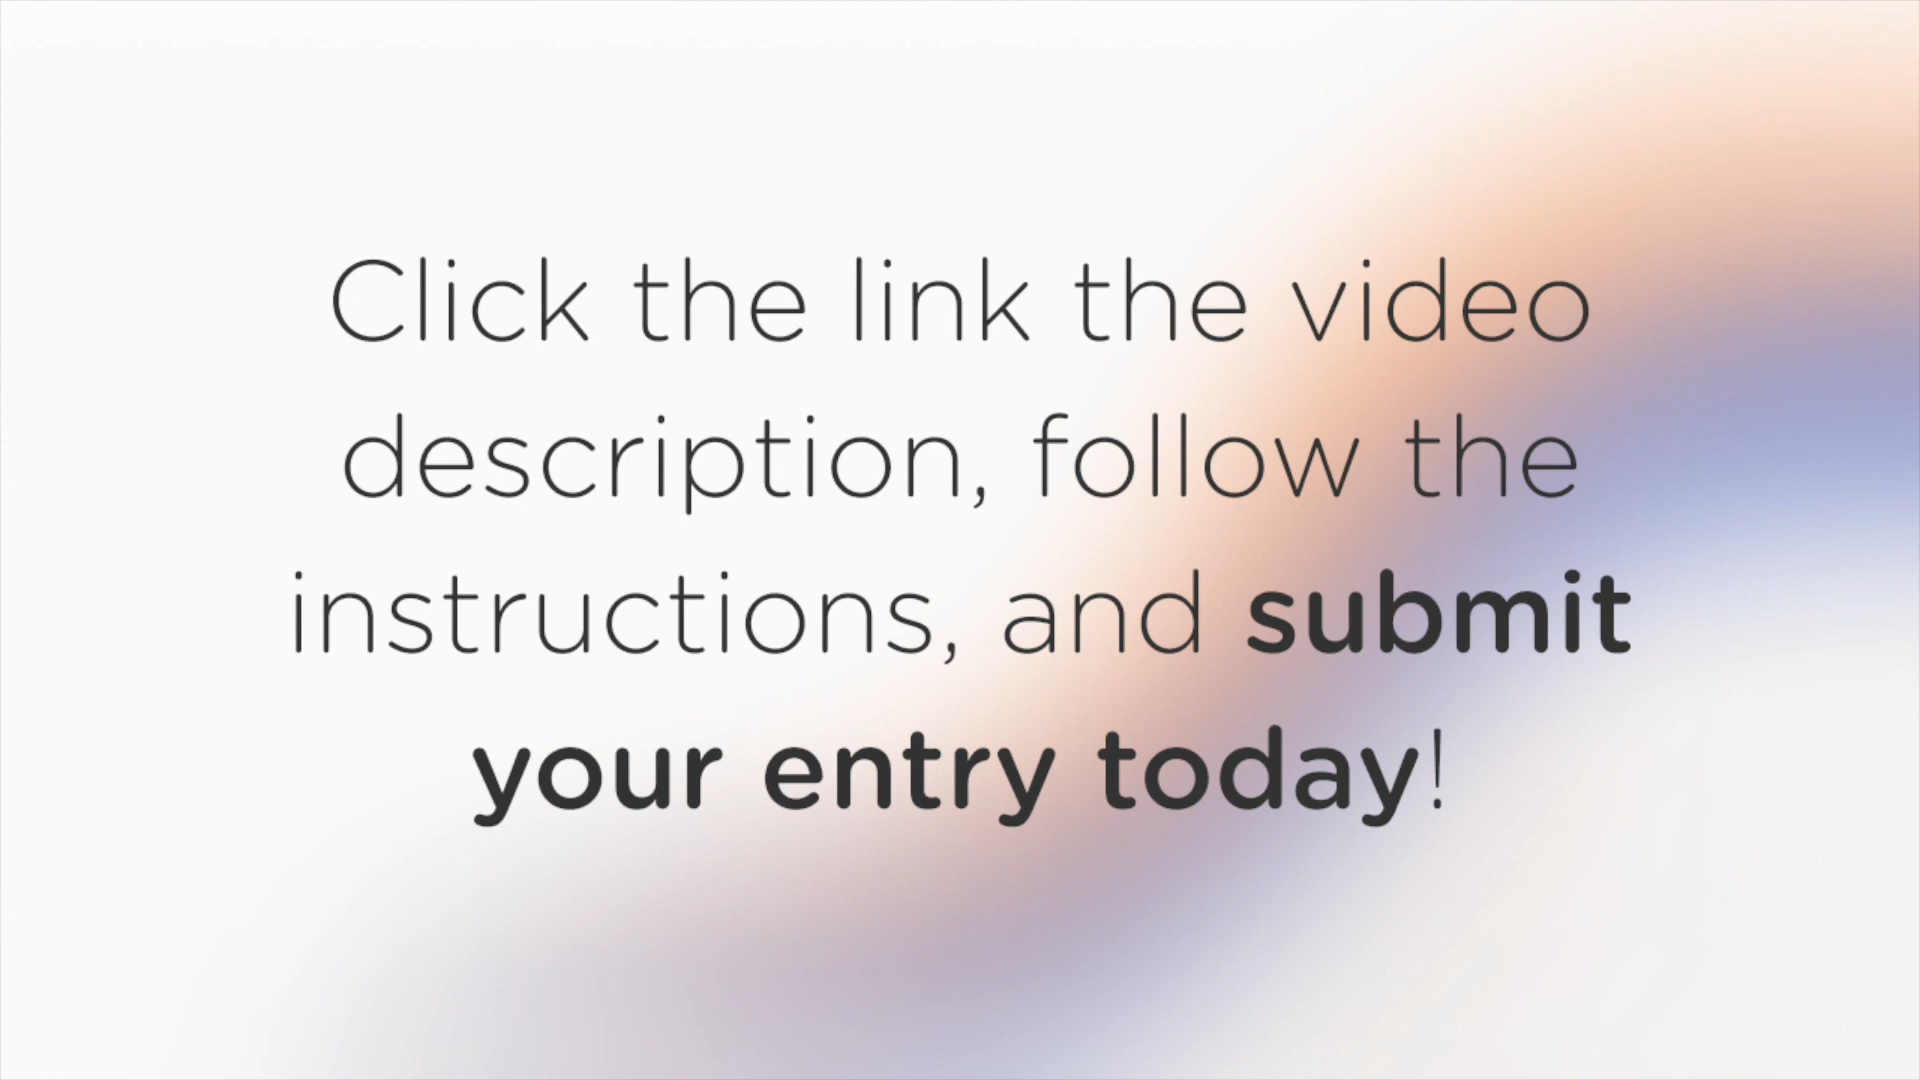 Click the link the video
description, follow the
instructions, and submit
your entry today!